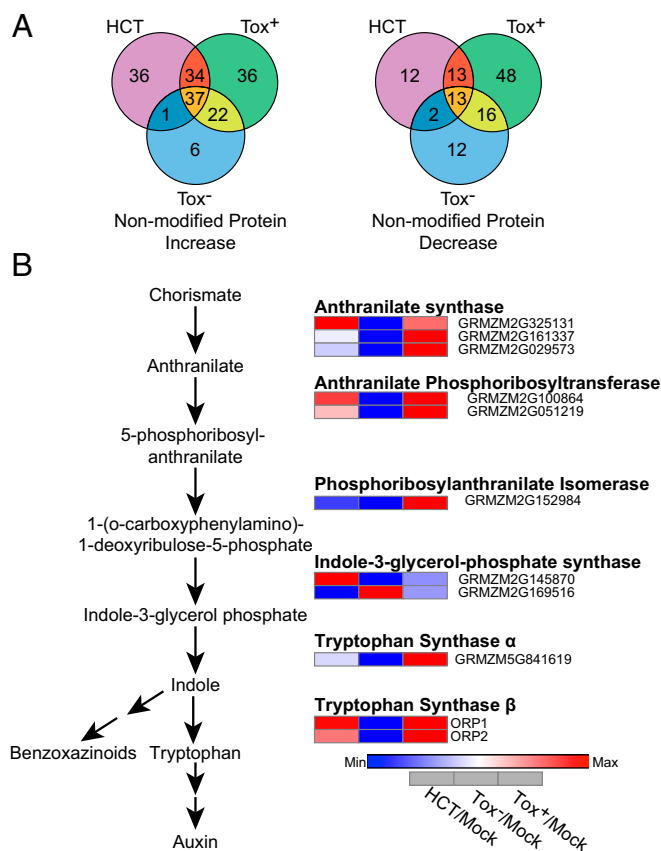 A
HCT
Tox+
36
34
36
37
1
22
6
Tox-
Non-modified Protein
Increase
HCT
Tox+
12
13
48
13
2
16
12
Tox-
Non-modified Protein
Decrease
B
Chorismate
Anthranilate
5-phosphoribosyl-
anthranilate
1-(o-carboxyphenylamino)-
1-deoxyribulose-5-phosphate
Indole-3-glycerol phosphate
Indole
Benzoxazinoids
Tryptophan
Auxin
Anthranilate synthase
GRMZM2G325131
GRMZM2G161337
GRMZM2G029573
Anthranilate Phosphoribosyltransferase
GRMZM2G100864
GRMZM2G051219
Phosphoribosylanthranilate Isomerase
GRMZM2G152984
Indole-3-glycerol-phosphate synthase
GRMZM2G145870
GRMZM2G169516
Tryptophan Synthase α
GRMZM5G841619
Tryptophan Synthase β
ORP1
ORP2
Min
Max
HCT/Mock
Tox-/Mock
Tox+/Mock